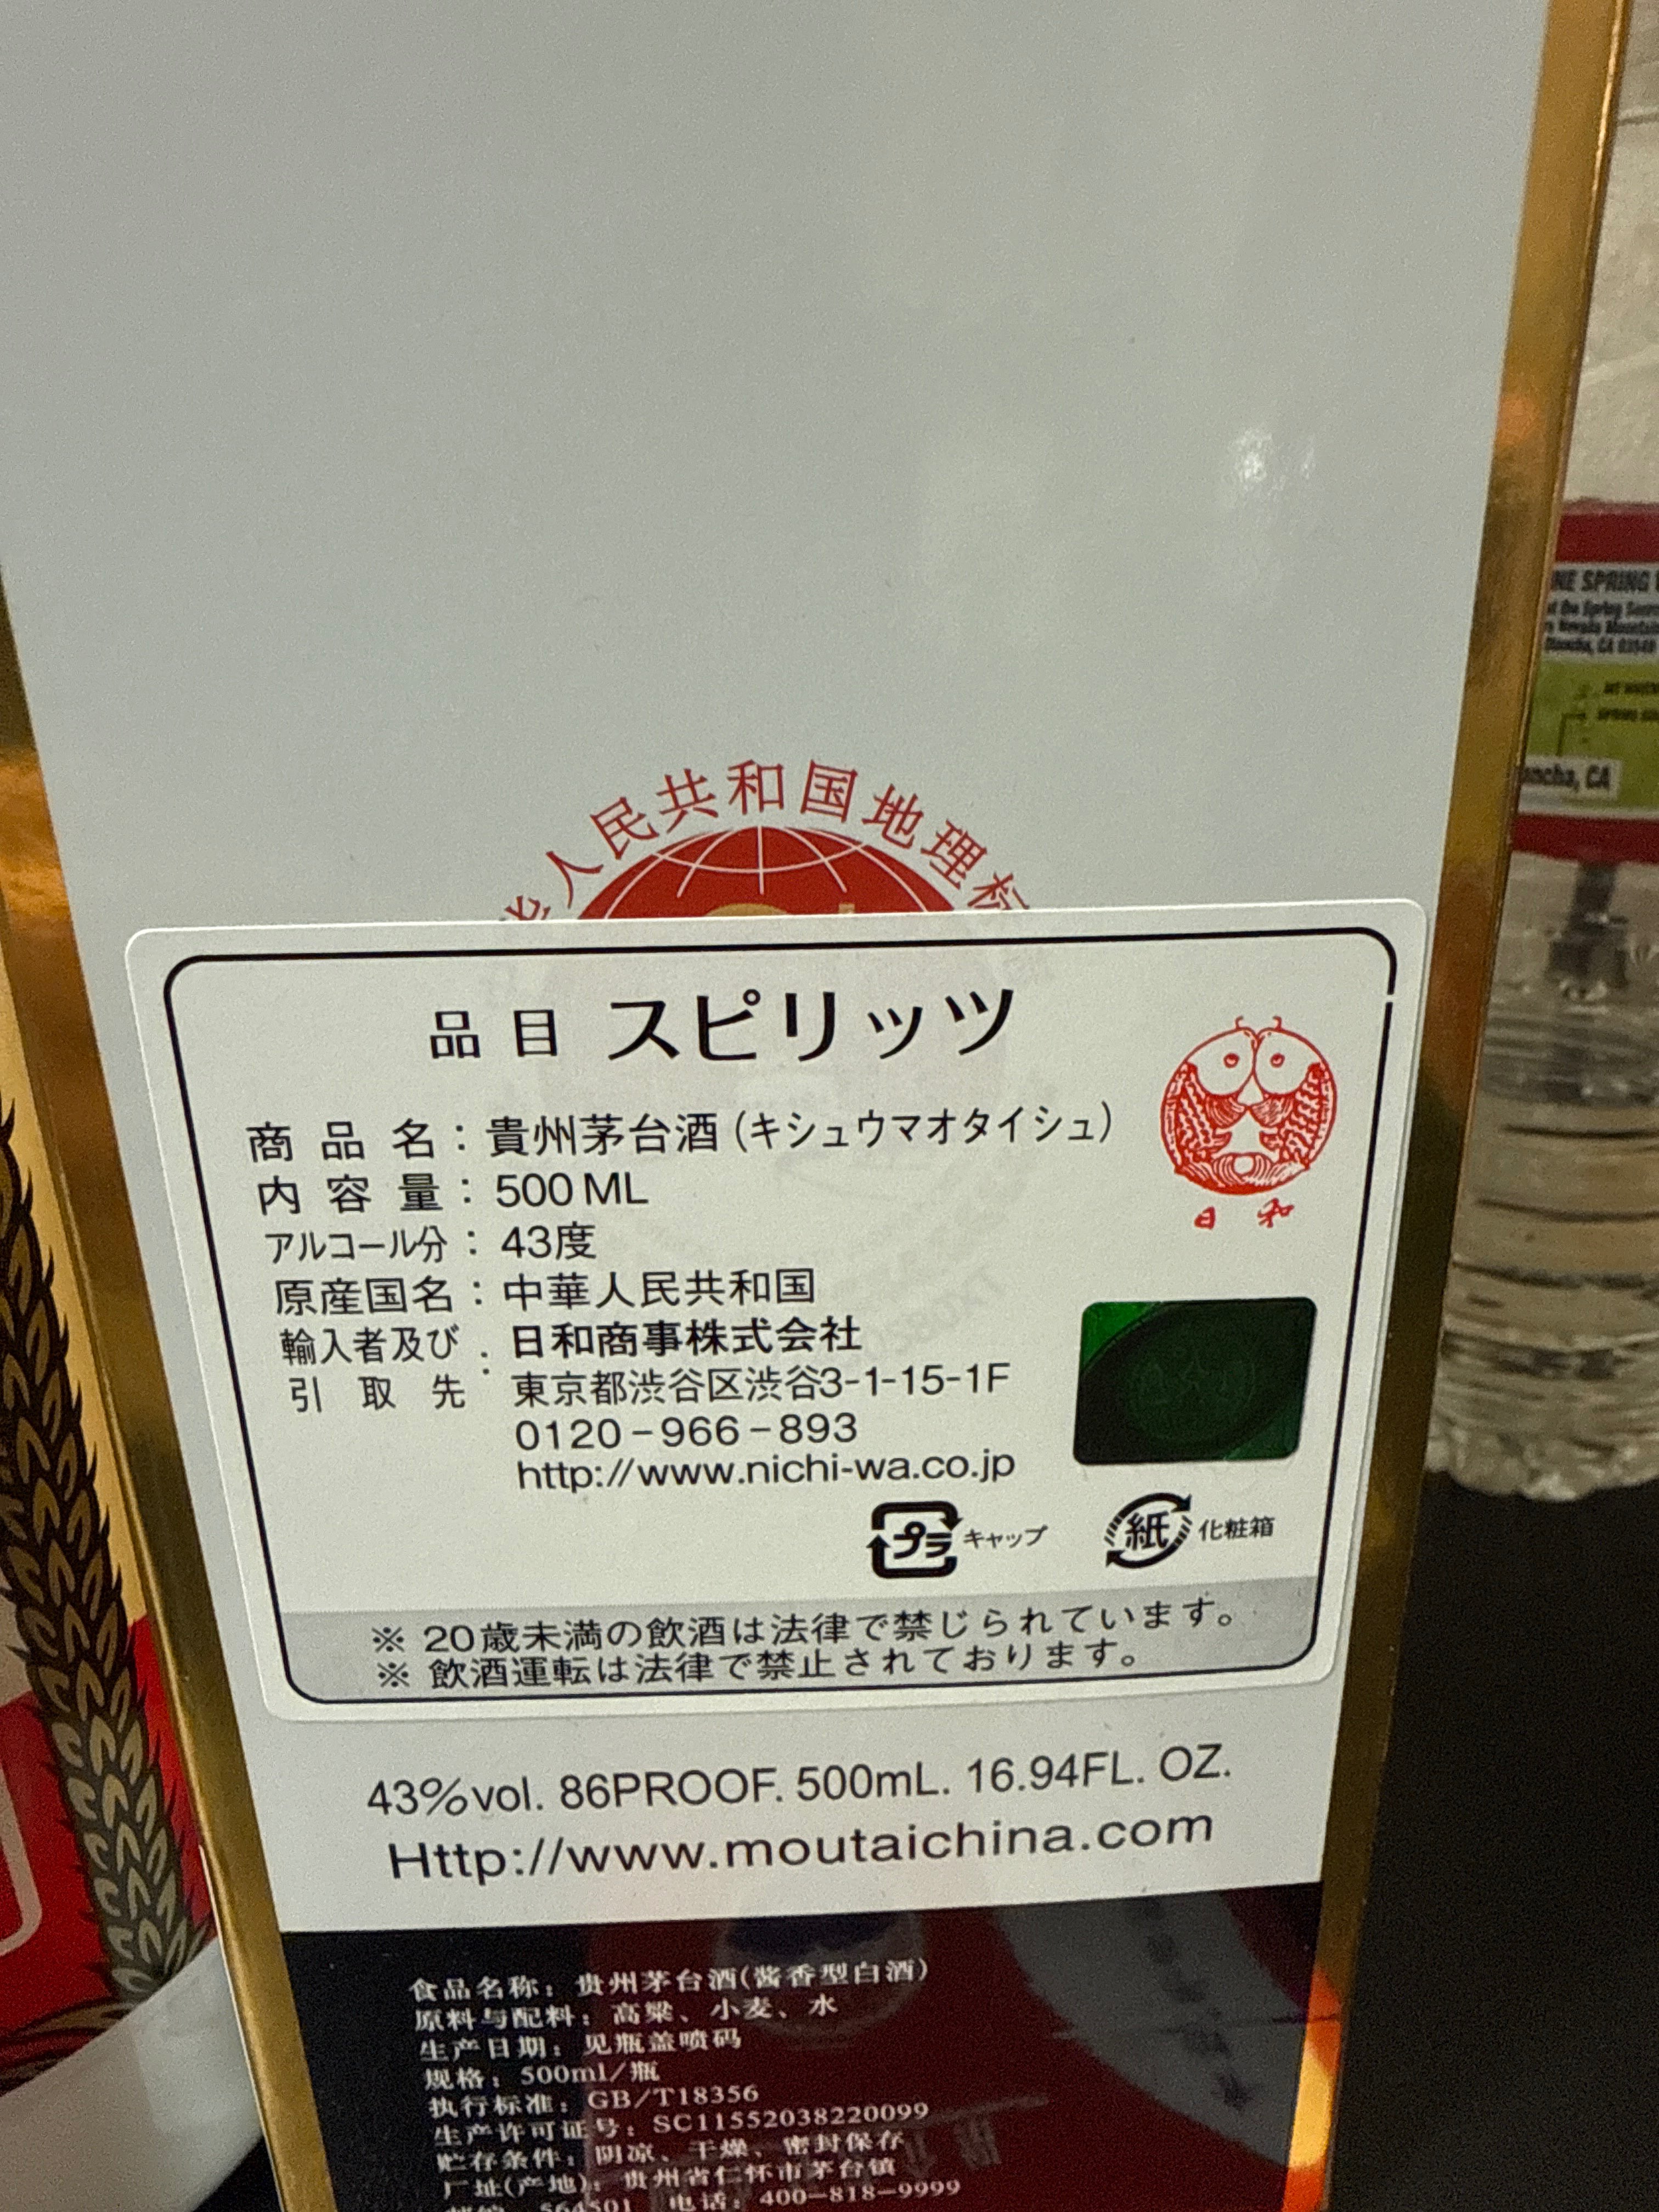 人民共和国地理标
品目 スピリッツ
商品名：貴州茅台酒（キシュウマオタイシュ）
内容量：500ML
アルコール分：43度
原産国名：中華人民共和国
輸入者及び引取先：日和商事株式会社
東京都渋谷区渋谷3-1-15-1F
0120-966-893
http://www.nichi-wa.co.jp
日和
プラ キャップ
紙 化粧箱
※ 20歳未満の飲酒は法律で禁じられています。
※ 飲酒運転は法律で禁止されております。
43%vol. 86PROOF. 500mL. 16.94FL. OZ.
Http://www.moutaichina.com
食品名称：贵州茅台酒(酱香型白酒)
原料与配料：高粱、小麦、水
生产日期：见瓶盖喷码
规格：500ml/瓶
执行标准：GB/T18356
生产许可证号：SC11552038220099
贮存条件：阴凉、干燥、密封保存
厂址(产地)：贵州省仁怀市茅台镇
564501 电话：400-818-9999
NE SPRING
at the Spring
Mountain
Olancha, CA
ancha, CA